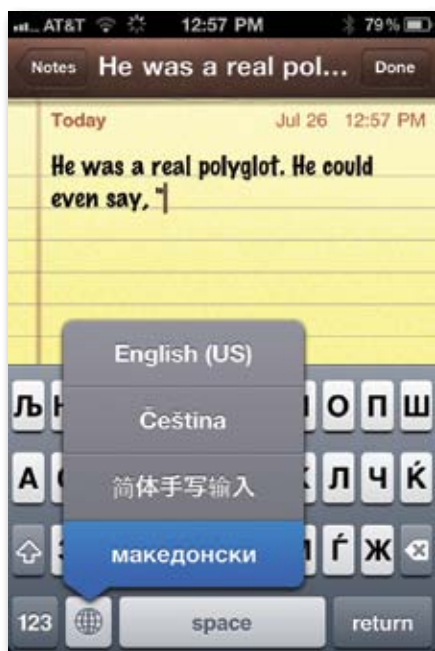 AT&T 12:57 PM 79%
Notes He was a real pol... Done
Today Jul 26 12:57 PM
He was a real polyglot. He could
even say, "
English (US)
Čeština
简体手写输入
македонски
Љ О П Ш
А Л Ч Ќ
Ѓ Ж
123 space return